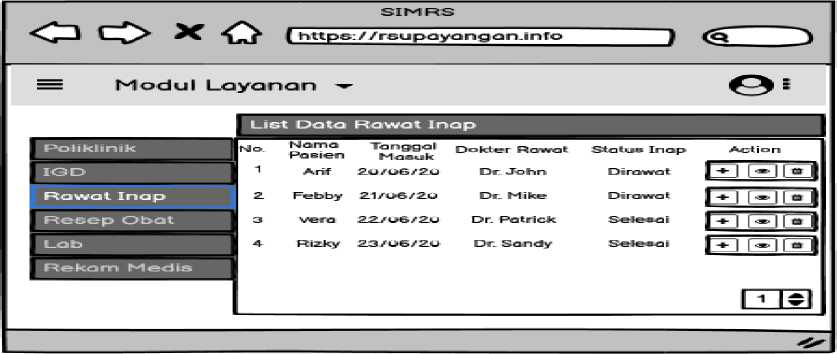 SIMRS
https://rsupayangan.info
Modul Layanan
List Data Rawat Inap
Poliklinik
IGD
Rawat Inap
Resep Obat
Lab
Rekam Medis
No. Nama Pasien Tanggal Masuk Dokter Rawat Status Inap Action
1 Arif 20/06/20 Dr. John Dirawat
2 Febby 21/06/20 Dr. Mike Dirawat
3 Vera 22/06/20 Dr. Patrick Selesai
4 Rizky 23/06/20 Dr. Sandy Selesai
1